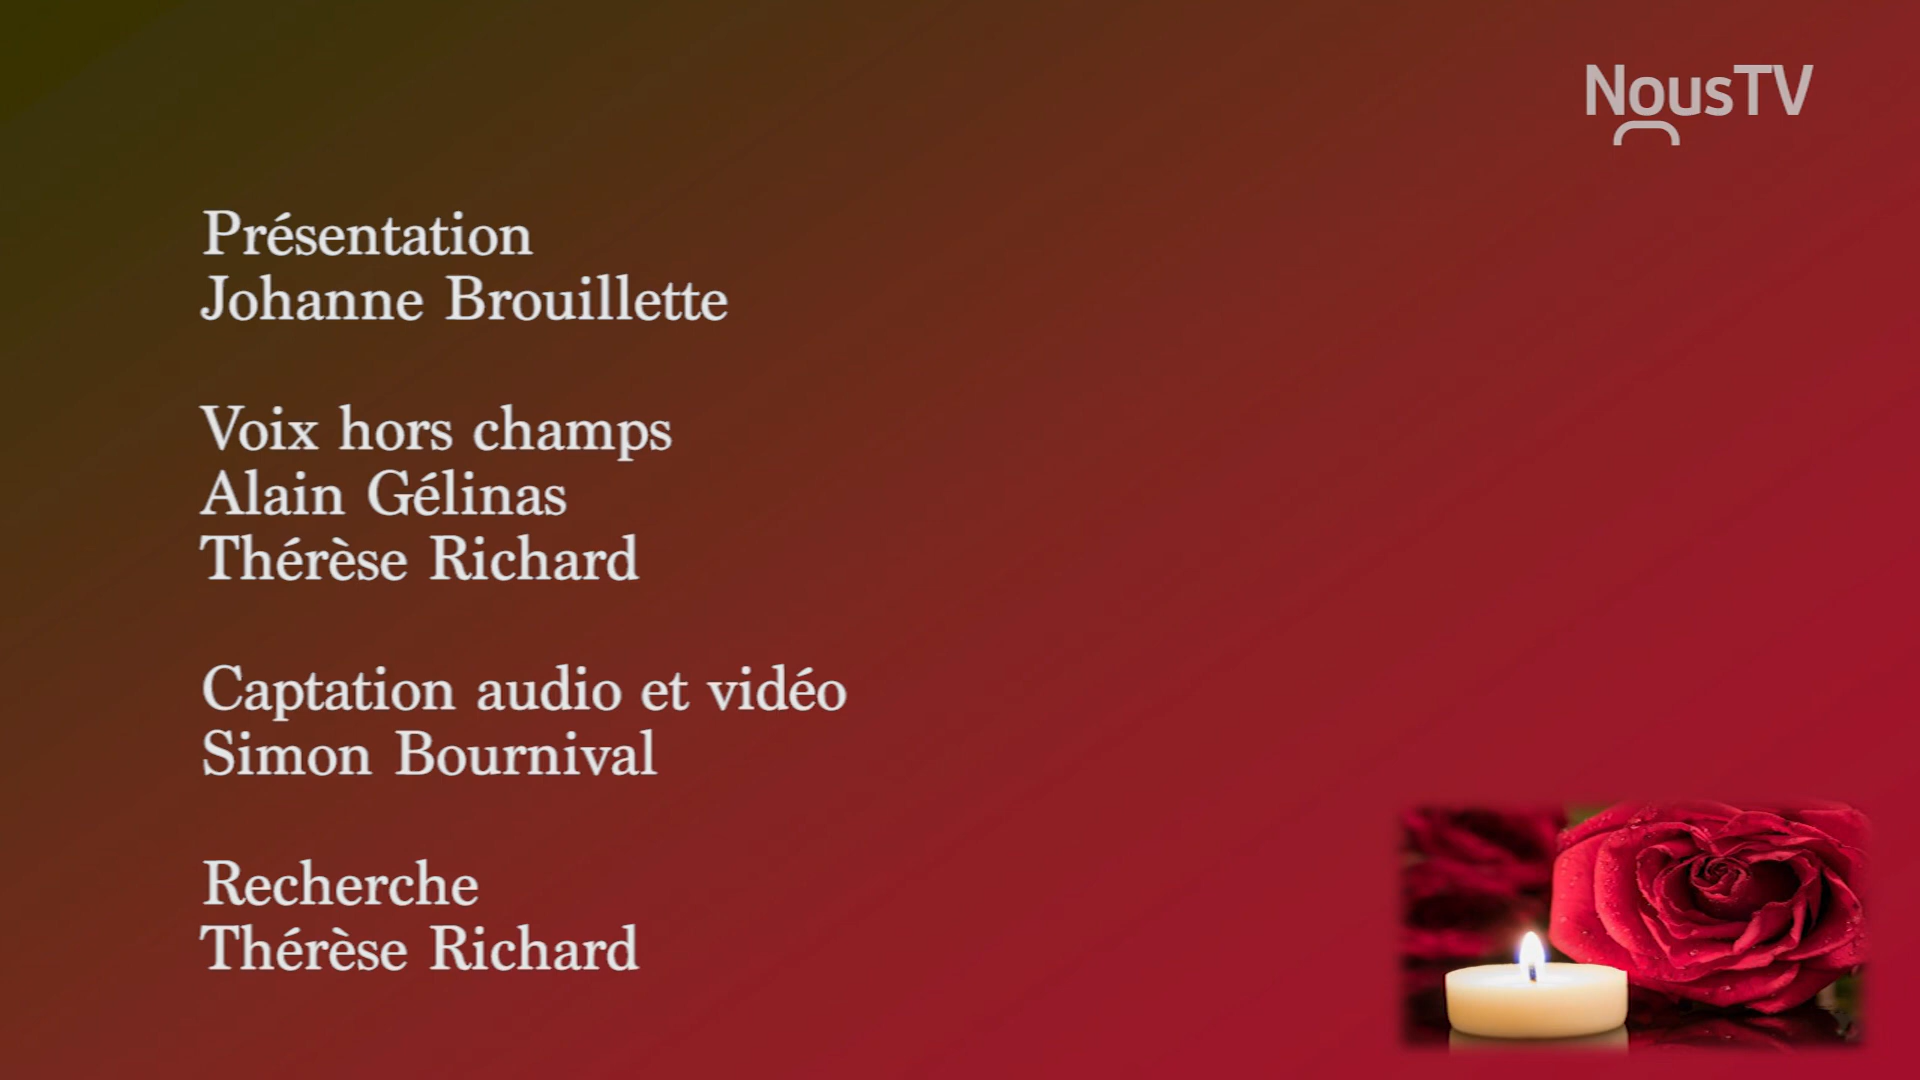 NousTV
Présentation
Johanne Brouillette
Voix hors champs
Alain Gélinas
Thérèse Richard
Captation audio et vidéo
Simon Bournival
Recherche
Thérèse Richard